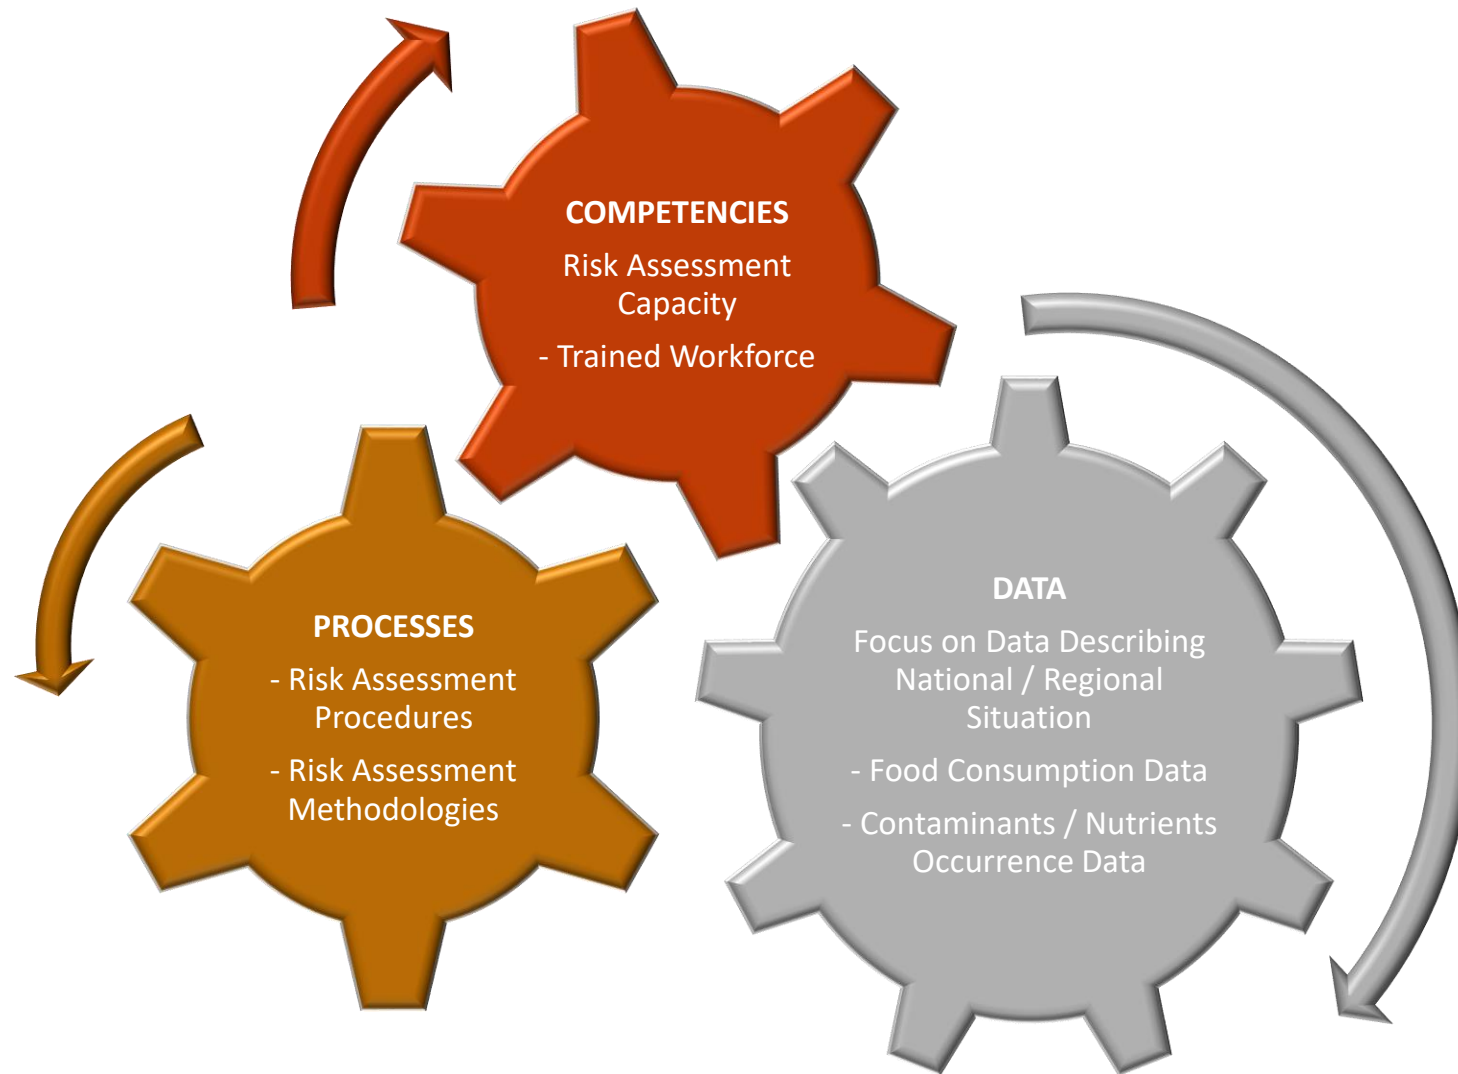 COMPETENCIES
Risk Assessment
Capacity
- Trained Workforce
PROCESSES
- Risk Assessment
Procedures
- Risk Assessment
Methodologies
DATA
Focus on Data Describing
National / Regional
Situation
- Food Consumption Data
- Contaminants / Nutrients
Occurrence Data